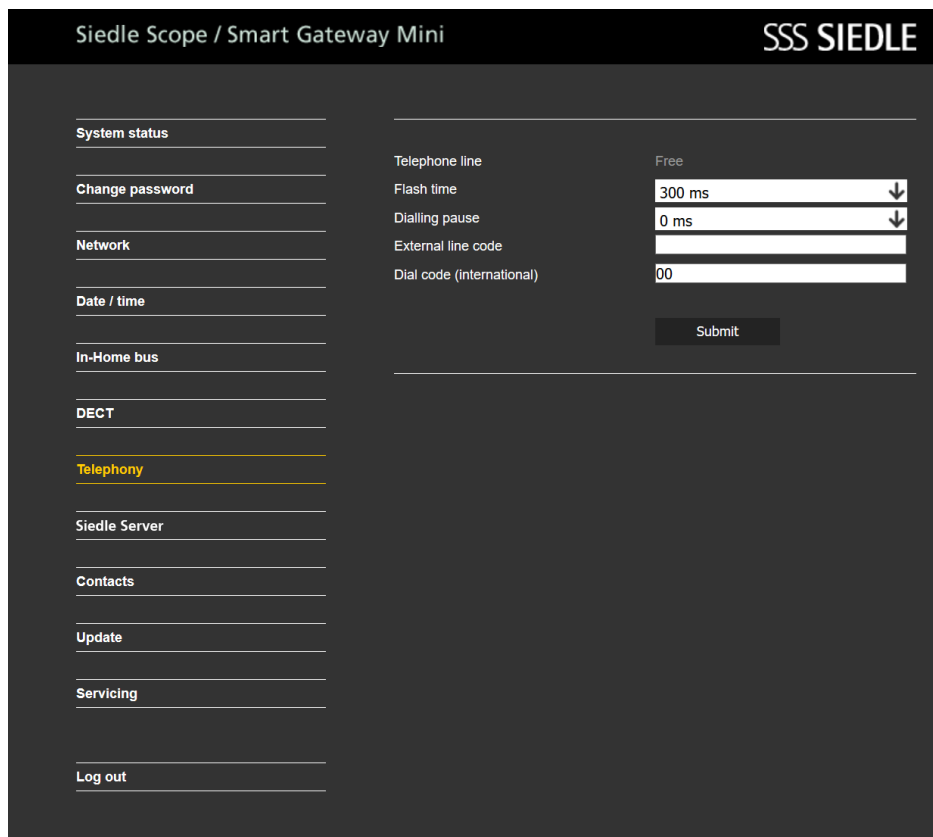 Siedle Scope / Smart Gateway Mini
SSS SIEDLE
System status
Change password
Network
Date / time
In-Home bus
DECT
Telephony
Siedle Server
Contacts
Update
Servicing
Log out
Telephone line Free
Flash time 300 ms
Dialling pause 0 ms
External line code
Dial code (international) 00
Submit